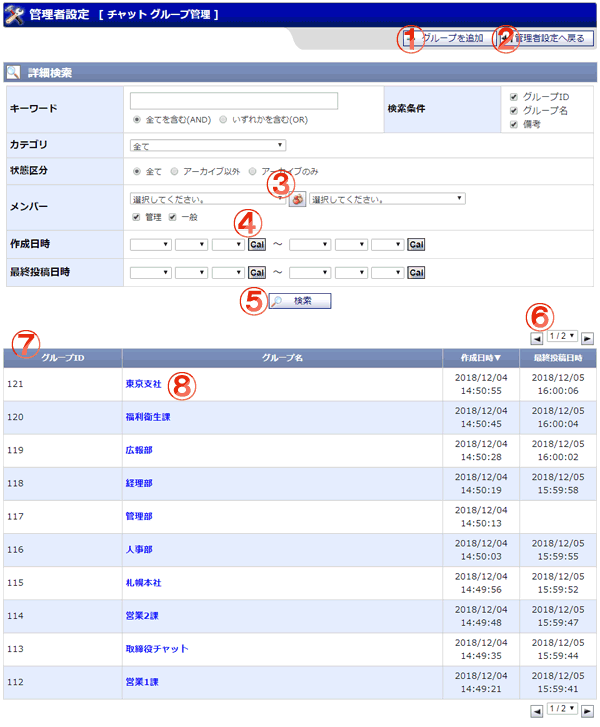 管理者設定 [ チャット グループ管理 ]
① グループを追加 ② 管理者設定へ戻る
詳細検索
キーワード 検索条件 グループID
全てを含む(AND) いずれかを含む(OR) グループ名
備考
カテゴリ 全て
状態区分 全て アーカイブ以外 アーカイブのみ
③
メンバー 選択してください。 選択してください。
管理 一般 ④
作成日時 Cal ～ Cal
最終投稿日時 Cal ～ Cal
⑤ 検索 ⑥
1 / 2
⑦ グループID グループ名 作成日時▼ 最終投稿日時
121 東京支社 ⑧ 2018/12/04 14:50:55 2018/12/05 16:00:06
120 福利衛生課 2018/12/04 14:50:45 2018/12/05 16:00:04
119 広報部 2018/12/04 14:50:28 2018/12/05 16:00:02
118 経理部 2018/12/04 14:50:19 2018/12/05 15:59:58
117 管理部 2018/12/04 14:50:13
116 人事部 2018/12/04 14:50:03 2018/12/05 15:59:55
115 札幌本社 2018/12/04 14:49:56 2018/12/05 15:59:52
114 営業2課 2018/12/04 14:49:48 2018/12/05 15:59:47
113 取締役チャット 2018/12/04 14:49:35 2018/12/05 15:59:44
112 営業1課 2018/12/04 14:49:21 2018/12/05 15:59:41
1 / 2